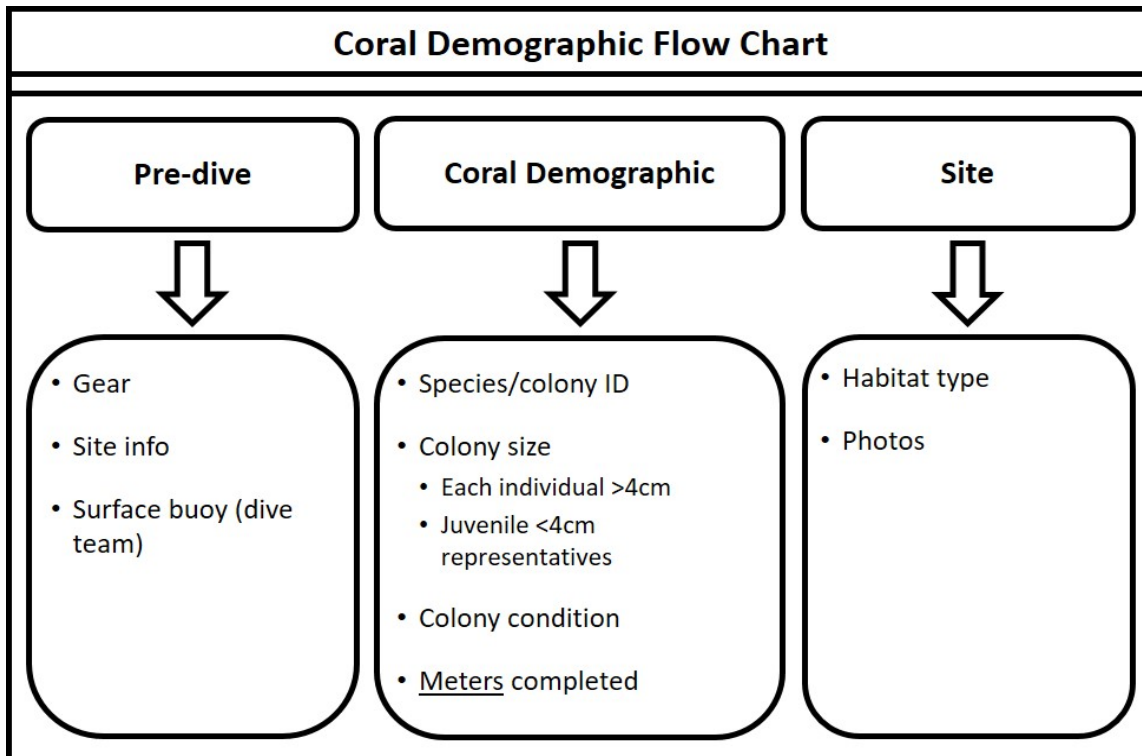 Coral Demographic Flow Chart
Pre-dive
Coral Demographic
Site
• Gear
• Site info
• Surface buoy (dive
team)
• Species/colony ID
• Colony size
• Each individual >4cm
• Juvenile <4cm
representatives
• Colony condition
• Meters completed
• Habitat type
• Photos